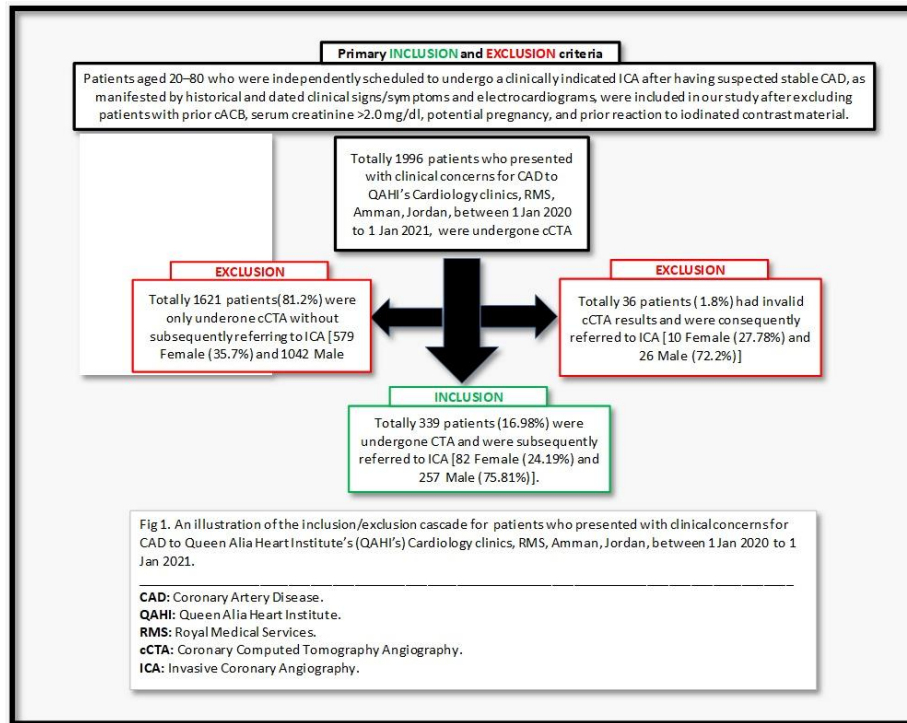 Primary INCLUSION and EXCLUSION criteria
Patients aged 20–80 who were independently scheduled to undergo a clinically indicated ICA after having suspected stable CAD, as
manifested by historical and dated clinical signs/symptoms and electrocardiograms, were included in our study after excluding
patients with prior cACB, serum creatinine >2.0 mg/dl, potential pregnancy, and prior reaction to iodinated contrast material.
Totally 1996 patients who presented
with clinical concerns for CAD to
QAHI's Cardiology clinics, RMS,
Amman, Jordan, between 1 Jan 2020
to 1 Jan 2021, were undergone cCTA
EXCLUSION
Totally 1621 patients(81.2%) were
only underone cCTA without
subsequently referring to ICA [579
Female (35.7%) and 1042 Male
EXCLUSION
Totally 36 patients (1.8%) had invalid
cCTA results and were consequently
referred to ICA [10 Female (27.78%) and
26 Male (72.2%)]
INCLUSION
Totally 339 patients (16.98%) were
undergone CTA and were subsequently
referred to ICA [82 Female (24.19%) and
257 Male (75.81%)].
Fig 1. An illustration of the inclusion/exclusion cascade for patients who presented with clinical concerns for
CAD to Queen Alia Heart Institute's (QAHI's) Cardiology clinics, RMS, Amman, Jordan, between 1 Jan 2020 to 1
Jan 2021.
CAD: Coronary Artery Disease.
QAHI: Queen Alia Heart Institute.
RMS: Royal Medical Services.
cCTA: Coronary Computed Tomography Angiography.
ICA: Invasive Coronary Angiography.